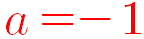 a = − 1